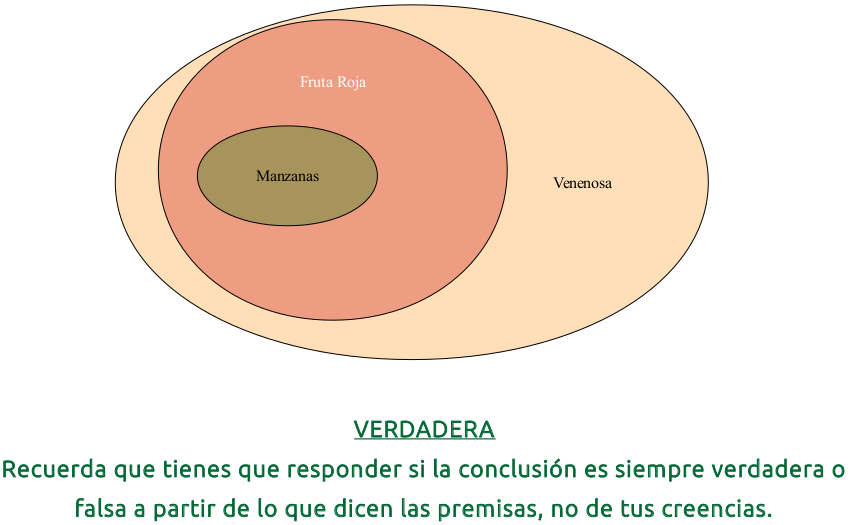 Fruta Roja
Manzanas
Venenosa
VERDADERA
Recuerda que tienes que responder si la conclusión es siempre verdadera o
falsa a partir de lo que dicen las premisas, no de tus creencias.